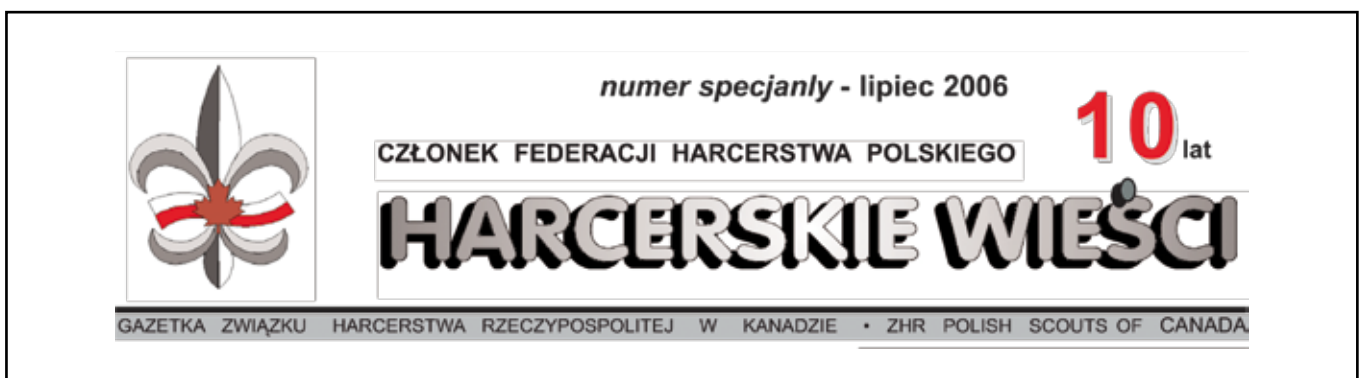 numer specjanly - lipiec 2006
10 lat
CZŁONEK FEDERACJI HARCERSTWA POLSKIEGO
HARCERSKIE WIEŚCI
GAZETKA ZWIĄZKU HARCERSTWA RZECZYPOSPOLITEJ W KANADZIE • ZHR POLISH SCOUTS OF CANADA